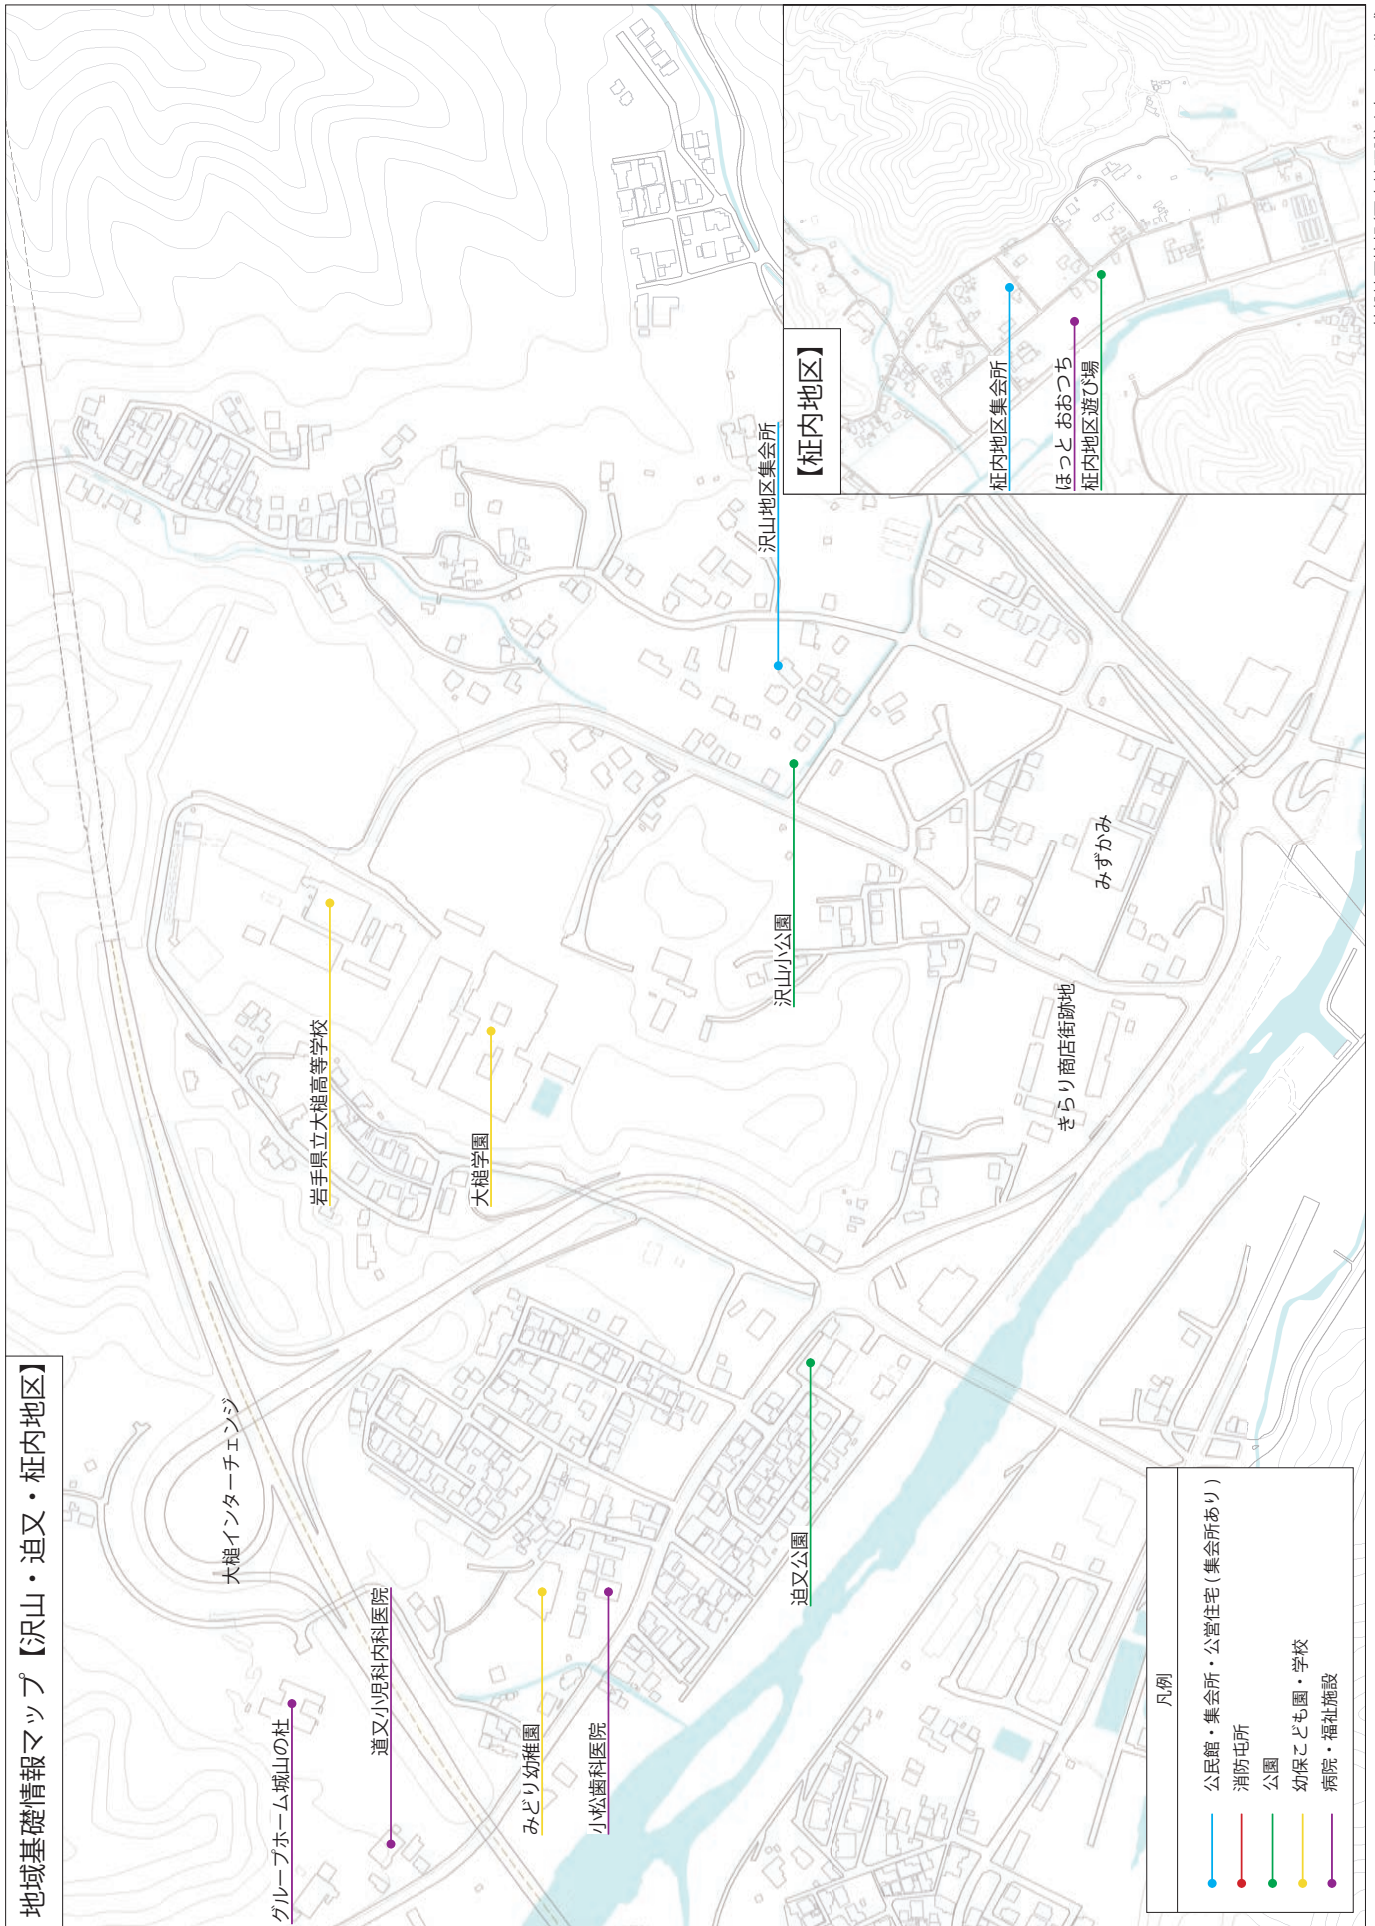 地域基礎情報マップ【沢山・迫又・柾内地区】
グループホーム城山の杜
大槌インターチェンジ
道又小児科内科医院
岩手県立大槌高等学校
大槌学園
みどり幼稚園
小松歯科医院
迫又公園
沢山小公園
沢山地区集会所
きらり商店街跡地
みずかみ
【柾内地区】
柾内地区集会所
ほっと おおつち
柾内地区遊び場
凡例
公民館・集会所・公営住宅（集会所あり）
消防屯所
公園
幼保こども園・学校
病院・福祉施設